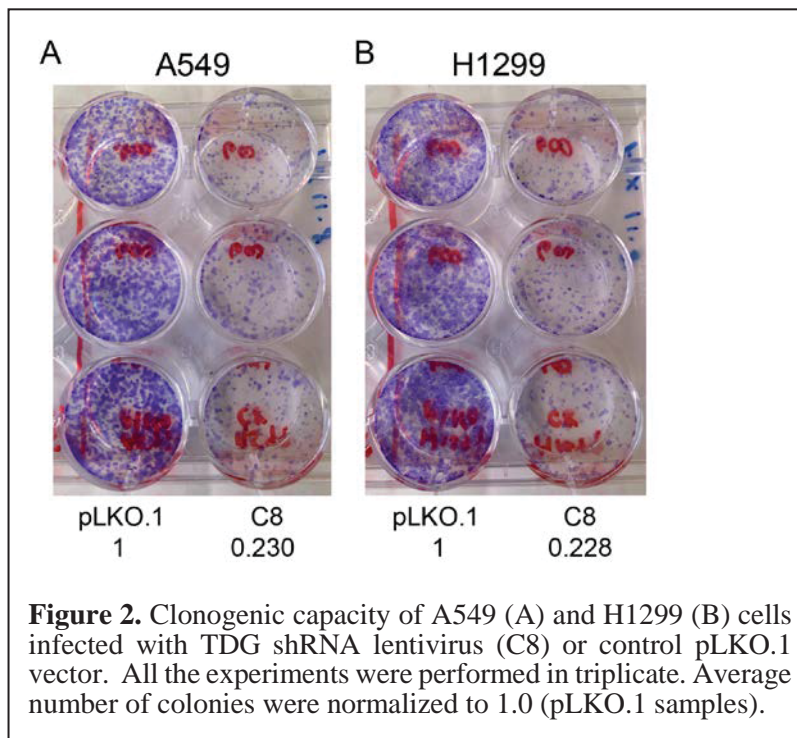 A
A549
B
H1299
pLKO.1
C8
pLKO.1
C8
1
0.230
1
0.228
Figure 2. Clonogenic capacity of A549 (A) and H1299 (B) cells
infected with TDG shRNA lentivirus (C8) or control pLKO.1
vector. All the experiments were performed in triplicate. Average
number of colonies were normalized to 1.0 (pLKO.1 samples).